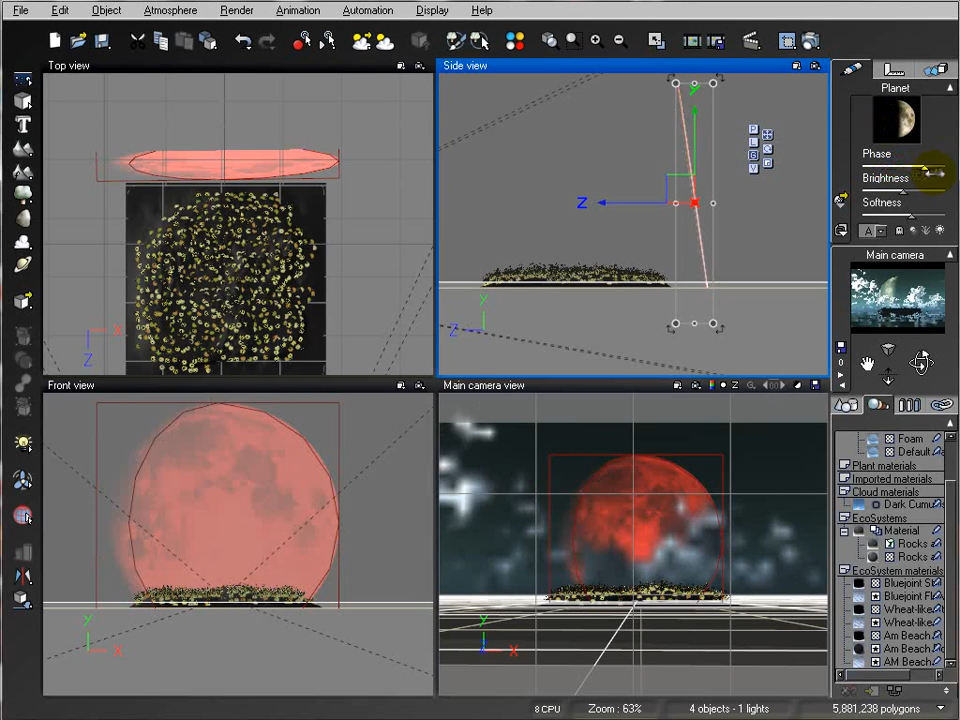 File Edit Object Atmosphere Render Animation Automation Display Help
Top view
Side view
Planet
Phase
Brightness
Softness
A
Main camera
0
P
L
G
V
Y
Z
Y
Z
X
Z
Front view
Main camera view
Z
Y
X
Y
X
Foam
Default
Plant materials
Imported materials
Cloud materials
Dark Cumu
EcoSystems
Material
Rocks
Rocks
EcoSystem materials
Bluejoint
Bluejoint
Wheat-like
Wheat-like
Am Beach
Am Beach
AM Beach
8 CPU Zoom : 63% 4 objects - 1 lights 5,881,238 polygons